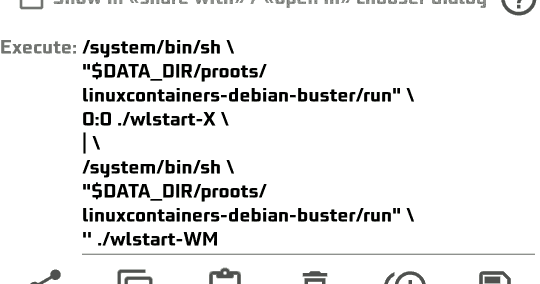 Show in «share with» / «open in» chooser dialog ?
Execute: /system/bin/sh \
"$DATA_DIR/proots/
linuxcontainers-debian-buster/run" \
0:0 ./wlstart-X \
| \
/system/bin/sh \
"$DATA_DIR/proots/
linuxcontainers-debian-buster/run" \
'' ./wlstart-WM